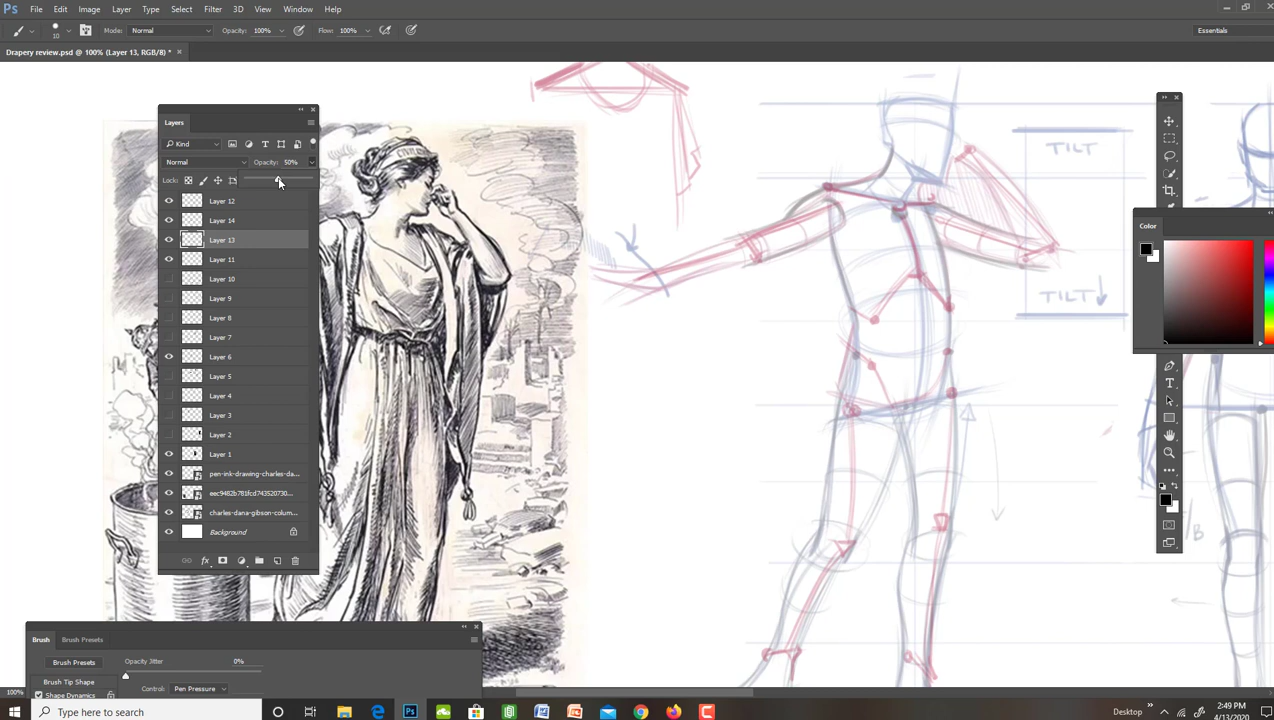 Ps File Edit Image Layer Type Select Filter 3D View Window Help
10 Mode: Normal Opacity: 100% Flow: 100% Essentials
Drapery review.psd @ 100% (Layer 13, RGB/8) *
Layers
Kind
Normal Opacity: 50%
Lock:
Layer 12
Layer 14
Layer 13
Layer 11
Layer 10
Layer 9
Layer 8
Layer 7
Layer 6
Layer 5
Layer 4
Layer 3
Layer 2
Layer 1
pen-ink-drawing-charles-da...
eec9482b781fcd743520730...
charles-dana-gibson-colum...
Background
fx
TILT
TILT
Color
Brush Brush Presets
Brush Presets Opacity Jitter 0%
Brush Tip Shape
Control: Pen Pressure
Shape Dynamics
100%
Type here to search
Desktop
2:49 PM
4/13/2020